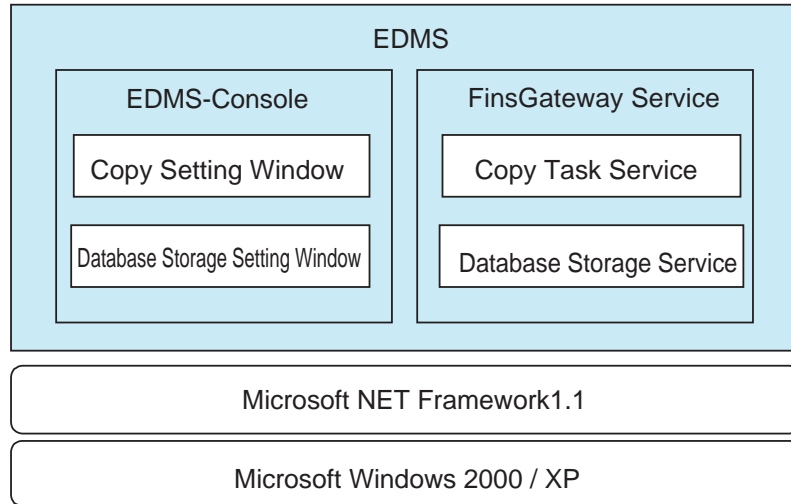 EDMS
EDMS-Console
Copy Setting Window
Database Storage Setting Window
FinsGateway Service
Copy Task Service
Database Storage Service
Microsoft NET Framework1.1
Microsoft Windows 2000 / XP